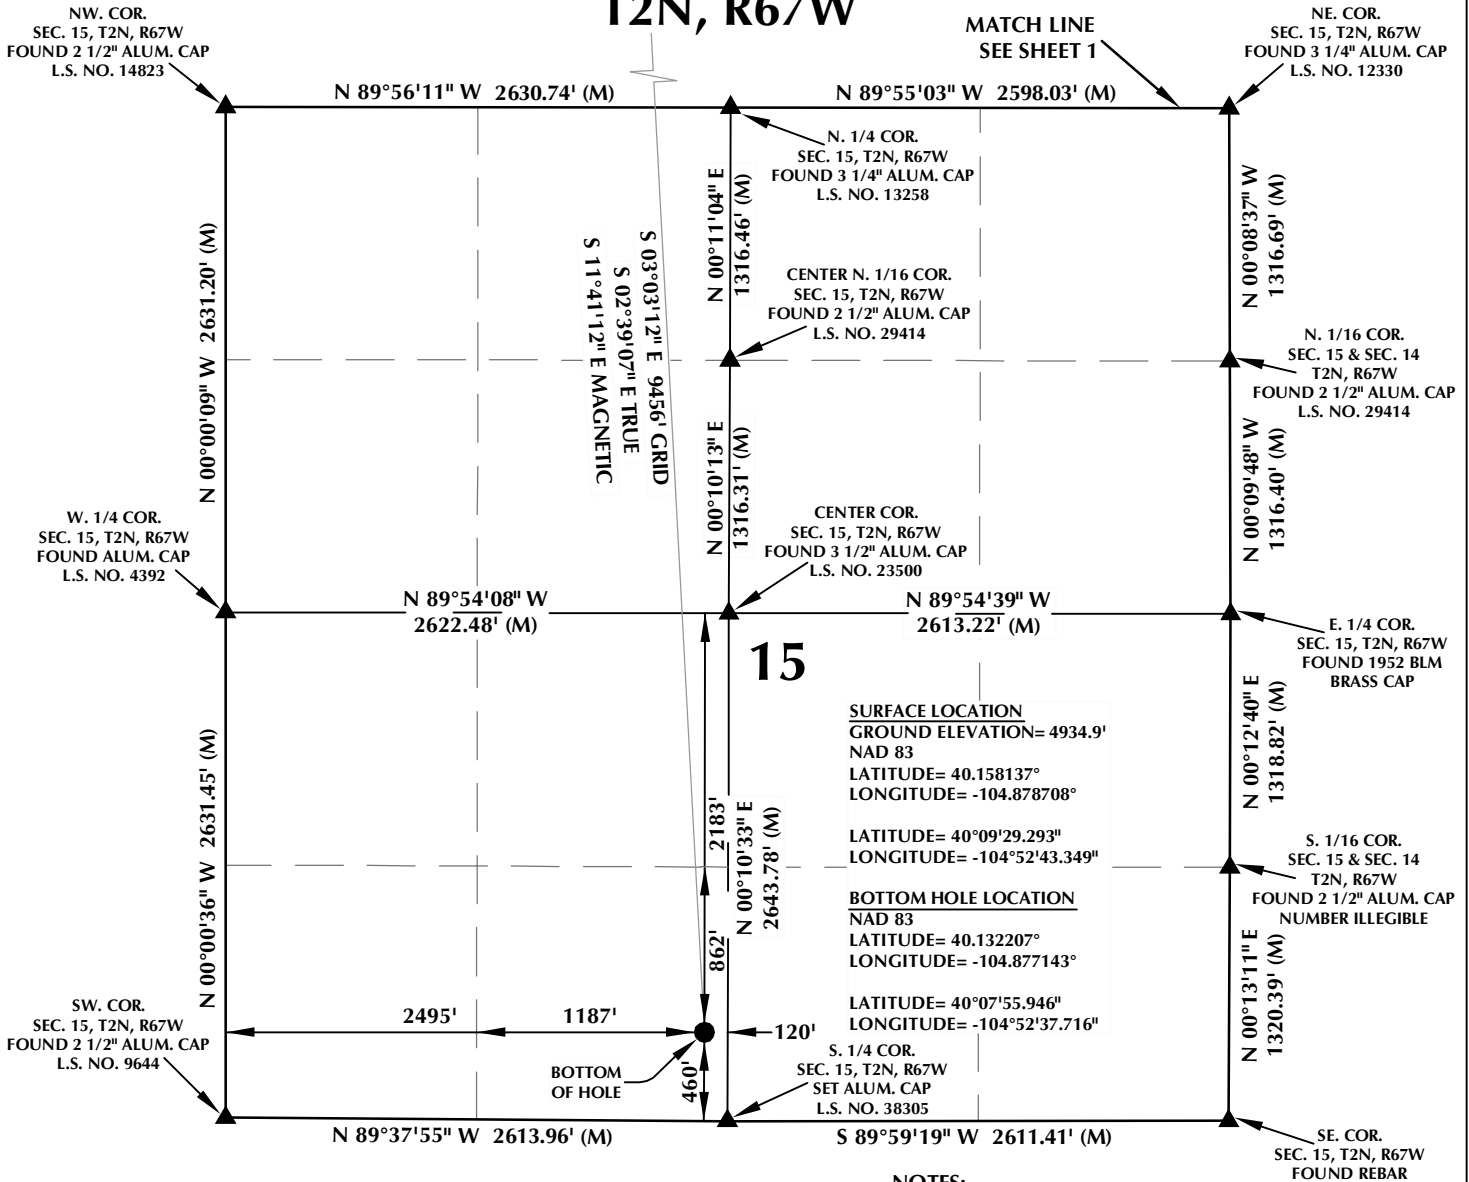 T2N, R67W
NW. COR.
SEC. 15, T2N, R67W
FOUND 2 1/2" ALUM. CAP
L.S. NO. 14823
MATCH LINE
SEE SHEET 1
NE. COR.
SEC. 15, T2N, R67W
FOUND 3 1/4" ALUM. CAP
L.S. NO. 12330
N 89°56'11" W 2630.74' (M)
N 89°55'03" W 2598.03' (M)
N. 1/4 COR.
SEC. 15, T2N, R67W
FOUND 3 1/4" ALUM. CAP
L.S. NO. 13258
N 00°00'09" W 2631.20' (M)
S 03°03'12" E 9456' GRID
S 02°39'07" E TRUE
S 11°41'12" E MAGNETIC
N 00°11'04" E
1316.46' (M)
N 00°08'37" W
1316.69' (M)
CENTER N. 1/16 COR.
SEC. 15, T2N, R67W
FOUND 2 1/2" ALUM. CAP
L.S. NO. 29414
N. 1/16 COR.
SEC. 15 & SEC. 14
T2N, R67W
FOUND 2 1/2" ALUM. CAP
L.S. NO. 29414
N 00°10'13" E
1316.31' (M)
N 00°09'48" W
1316.40' (M)
W. 1/4 COR.
SEC. 15, T2N, R67W
FOUND ALUM. CAP
L.S. NO. 4392
CENTER COR.
SEC. 15, T2N, R67W
FOUND 3 1/2" ALUM. CAP
L.S. NO. 23500
N 89°54'08" W
2622.48' (M)
N 89°54'39" W
2613.22' (M)
E. 1/4 COR.
SEC. 15, T2N, R67W
FOUND 1952 BLM
BRASS CAP
15
SURFACE LOCATION
GROUND ELEVATION= 4934.9'
NAD 83
LATITUDE= 40.158137°
LONGITUDE= -104.878708°
LATITUDE= 40°09'29.293"
LONGITUDE= -104°52'43.349"
BOTTOM HOLE LOCATION
NAD 83
LATITUDE= 40.132207°
LONGITUDE= -104.877143°
LATITUDE= 40°07'55.946"
LONGITUDE= -104°52'37.716"
N 00°00'36" W 2631.45' (M)
2183'
862'
N 00°10'33" E
2643.78' (M)
N 00°12'40" E
1318.82' (M)
S. 1/16 COR.
SEC. 15 & SEC. 14
T2N, R67W
FOUND 2 1/2" ALUM. CAP
NUMBER ILLEGIBLE
N 00°13'11" E
1320.39' (M)
SW. COR.
SEC. 15, T2N, R67W
FOUND 2 1/2" ALUM. CAP
L.S. NO. 9644
2495'
1187'
120'
460'
BOTTOM
OF HOLE
S. 1/4 COR.
SEC. 15, T2N, R67W
SET ALUM. CAP
L.S. NO. 38305
N 89°37'55" W 2613.96' (M)
S 89°59'19" W 2611.41' (M)
SE. COR.
SEC. 15, T2N, R67W
FOUND REBAR
NOTES: